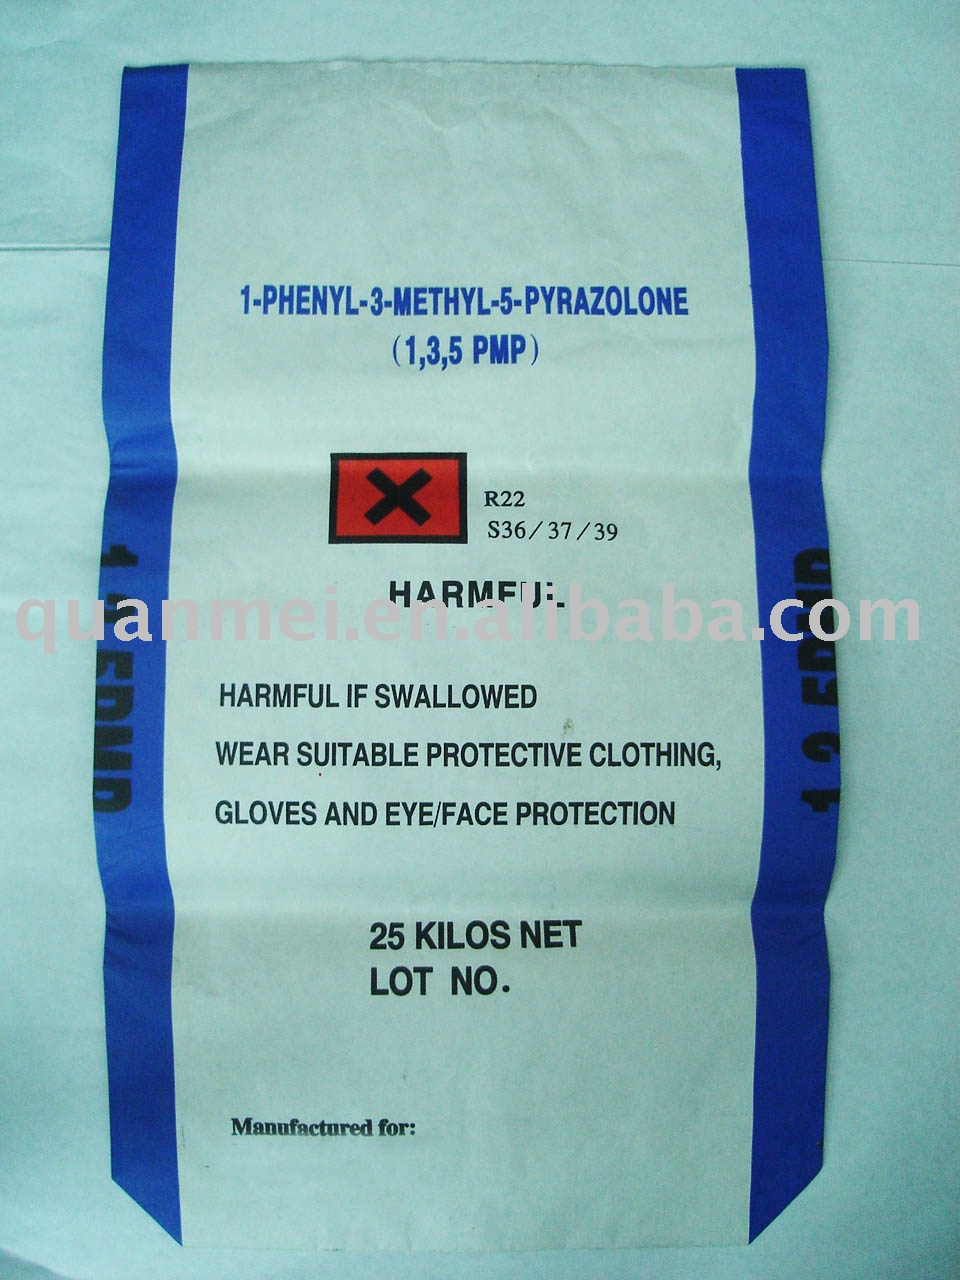 1-PHENYL-3-METHYL-5-PYRAZOLONE
(1,3,5 PMP)
R22
S36/37/39
HARMFUL
quanmei.en.alibaba.com
HARMFUL IF SWALLOWED
WEAR SUITABLE PROTECTIVE CLOTHING,
GLOVES AND EYE/FACE PROTECTION
25 KILOS NET
LOT NO.
Manufactured for: